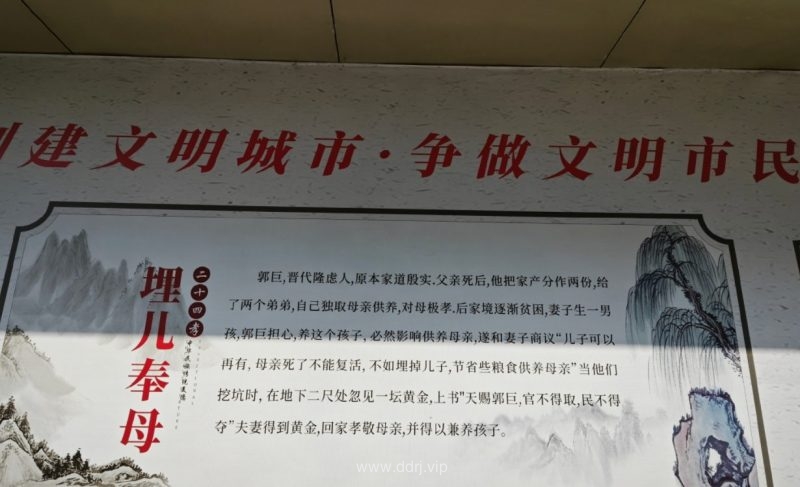 创建文明城市·争做文明市民
二十四孝
埋儿奉母
郭巨,晋代隆虑人,原本家道殷实.父亲死后,他把家产分作两份,给
了两个弟弟,自己独取母亲供养,对母极孝.后家境逐渐贫困,妻子生一男
孩,郭巨担心,养这个孩子,必然影响供养母亲,遂和妻子商议"儿子可以
再有,母亲死了不能复活,不如埋掉儿子,节省些粮食供养母亲"当他们
挖坑时,在地下二尺处忽见一坛黄金,上书"天赐郭巨,官不得取,民不得
夺"夫妻得到黄金,回家孝敬母亲,并得以兼养孩子。
www.ddrj.vip